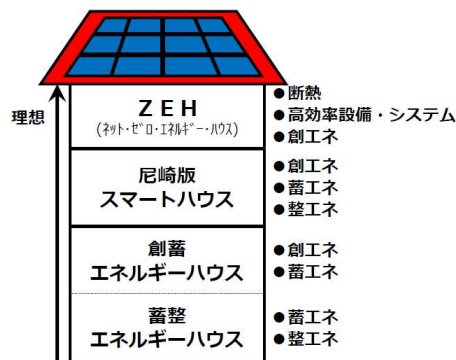 理想
ZEH
(ﾈｯﾄ・ｾﾞﾛ・ｴﾈﾙｷﾞｰ・ﾊｳｽ)
●断熱
●高効率設備・システム
●創エネ
尼崎版
スマートハウス
●創エネ
●蓄エネ
●整エネ
創蓄
エネルギーハウス
●創エネ
●蓄エネ
蓄整
エネルギーハウス
●蓄エネ
●整エネ